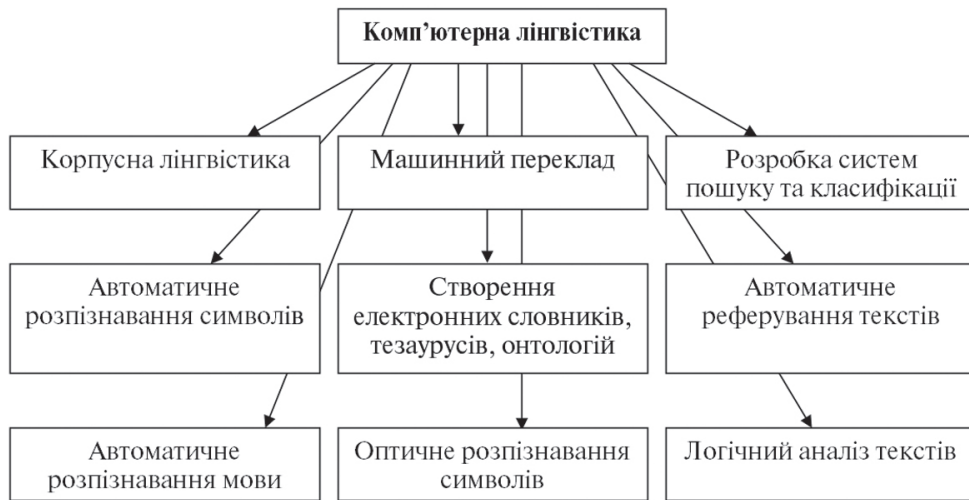 Комп’ютерна лінгвістика
Корпусна лінгвістика
Машинний переклад
Розробка систем
пошуку та класифікації
Автоматичне
розпізнавання символів
Створення
електронних словників,
тезаурусів, онтологій
Автоматичне
реферування текстів
Автоматичне
розпізнавання мови
Оптичне розпізнавання
символів
Логічний аналіз текстів